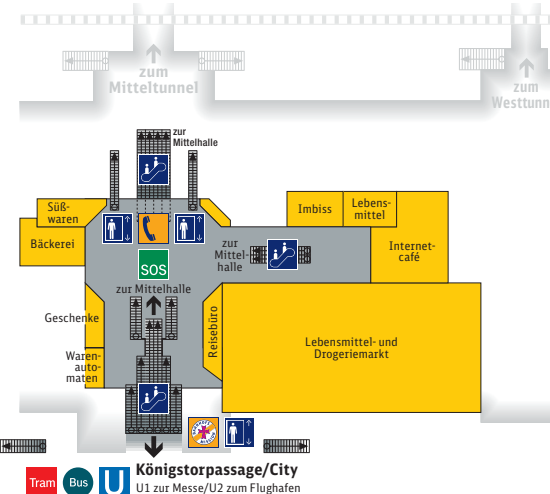 zum
Mitteltunnel
zum
Westtunn
zur
Mittelhalle
Süß-
waren
Bäckerei
Imbiss
Lebens-
mittel
Internet-
café
zur
Mittel-
halle
SOS
zur Mittelhalle
Geschenke
Waren-
auto-
maten
Reisebüro
Lebensmittel- und
Drogeriemarkt
Königstorpassage/City
Tram Bus U
U1 zur Messe/U2 zum Flughafen